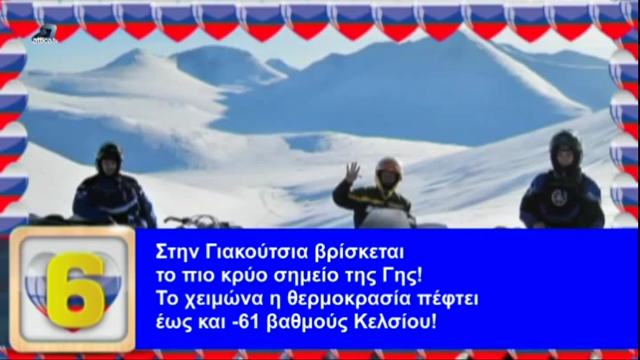 attica
6
Στην Γιακούτσια βρίσκεται
το πιο κρύο σημείο της Γης!
Το χειμώνα η θερμοκρασία πέφτει
έως και -61 βαθμούς Κελσίου!